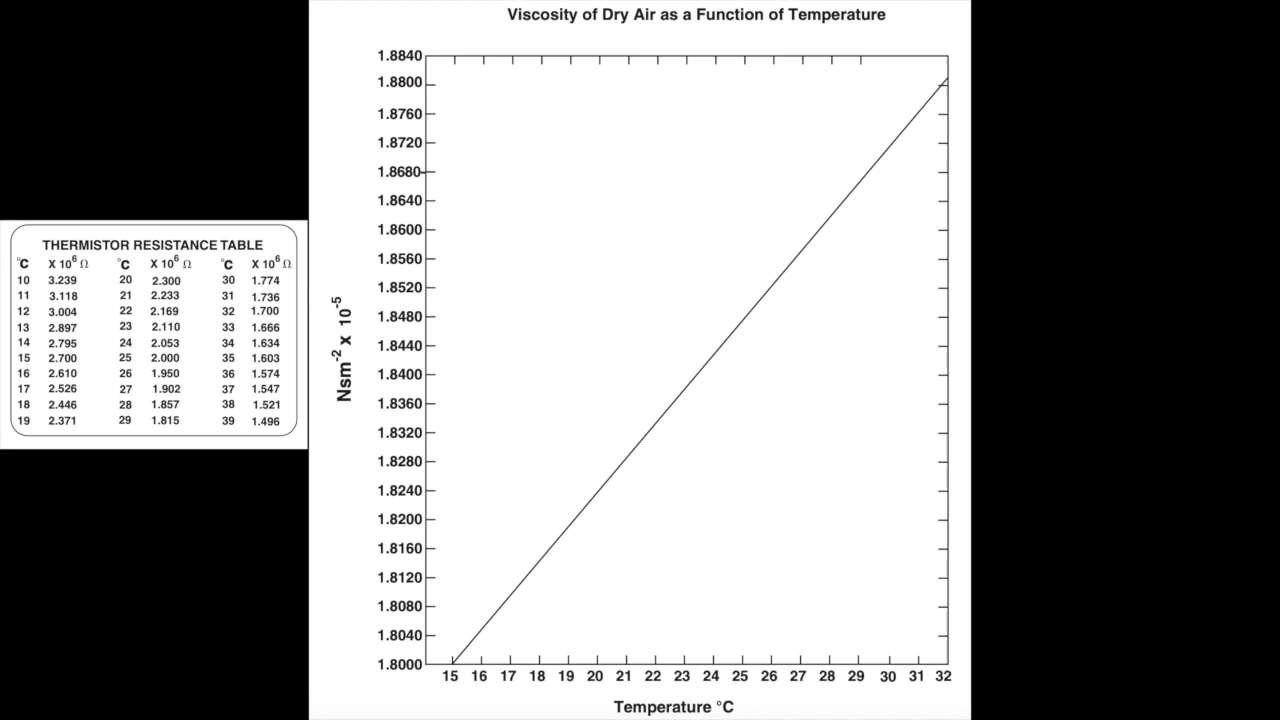 Viscosity of Dry Air as a Function of Temperature
1.8840
1.8800
1.8760
1.8720
1.8680
1.8640
1.8600
1.8560
1.8520
1.8480
1.8440
1.8400
1.8360
1.8320
1.8280
1.8240
1.8200
1.8160
1.8120
1.8080
1.8040
1.8000
Nsm⁻² x 10⁻⁵
15 16 17 18 19 20 21 22 23 24 25 26 27 28 29 30 31 32
Temperature °C
THERMISTOR RESISTANCE TABLE
°C X 10⁶ Ω °C X 10⁶ Ω °C X 10⁶ Ω
10 3.239 20 2.300 30 1.774
11 3.118 21 2.233 31 1.736
12 3.004 22 2.169 32 1.700
13 2.897 23 2.110 33 1.666
14 2.795 24 2.053 34 1.634
15 2.700 25 2.000 35 1.603
16 2.610 26 1.950 36 1.574
17 2.526 27 1.902 37 1.547
18 2.446 28 1.857 38 1.521
19 2.371 29 1.815 39 1.496